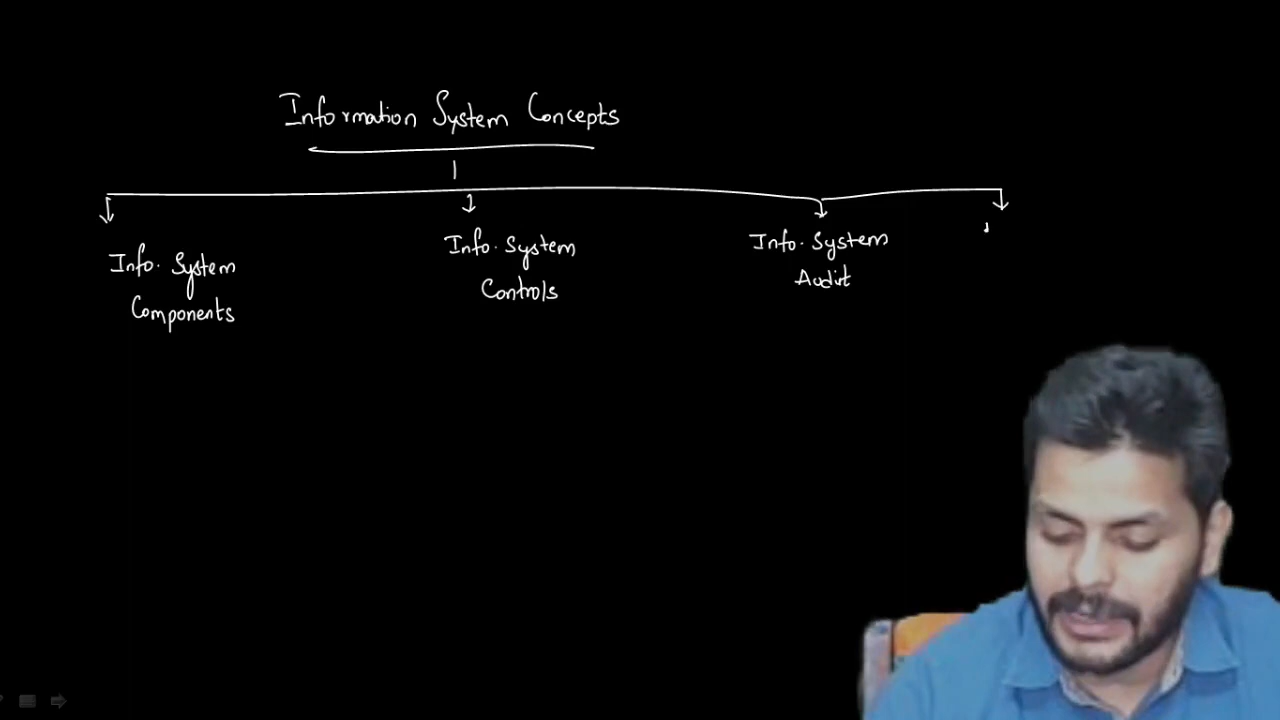 Information System Concepts
Info. System
Components
Info. System
Controls
Info. System
Audit